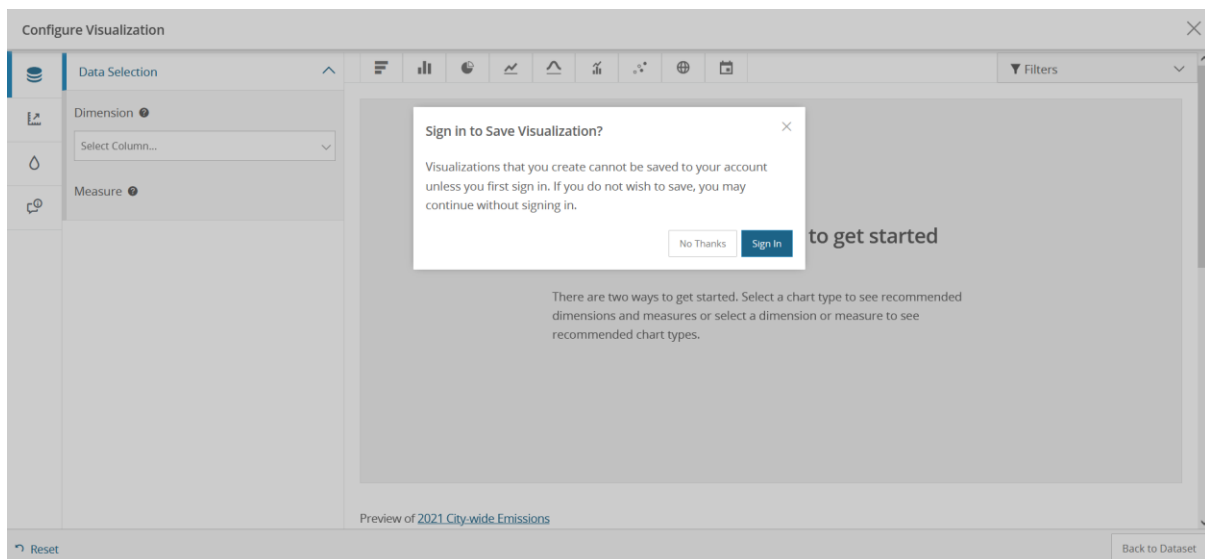 Configure Visualization
Data Selection
Filters
Dimension
Select Column...
Measure
Sign in to Save Visualization?
Visualizations that you create cannot be saved to your account
unless you first sign in. If you do not wish to save, you may
continue without signing in.
No Thanks
Sign In
to get started
There are two ways to get started. Select a chart type to see recommended
dimensions and measures or select a dimension or measure to see
recommended chart types.
Preview of 2021 City-wide Emissions
Reset
Back to Dataset